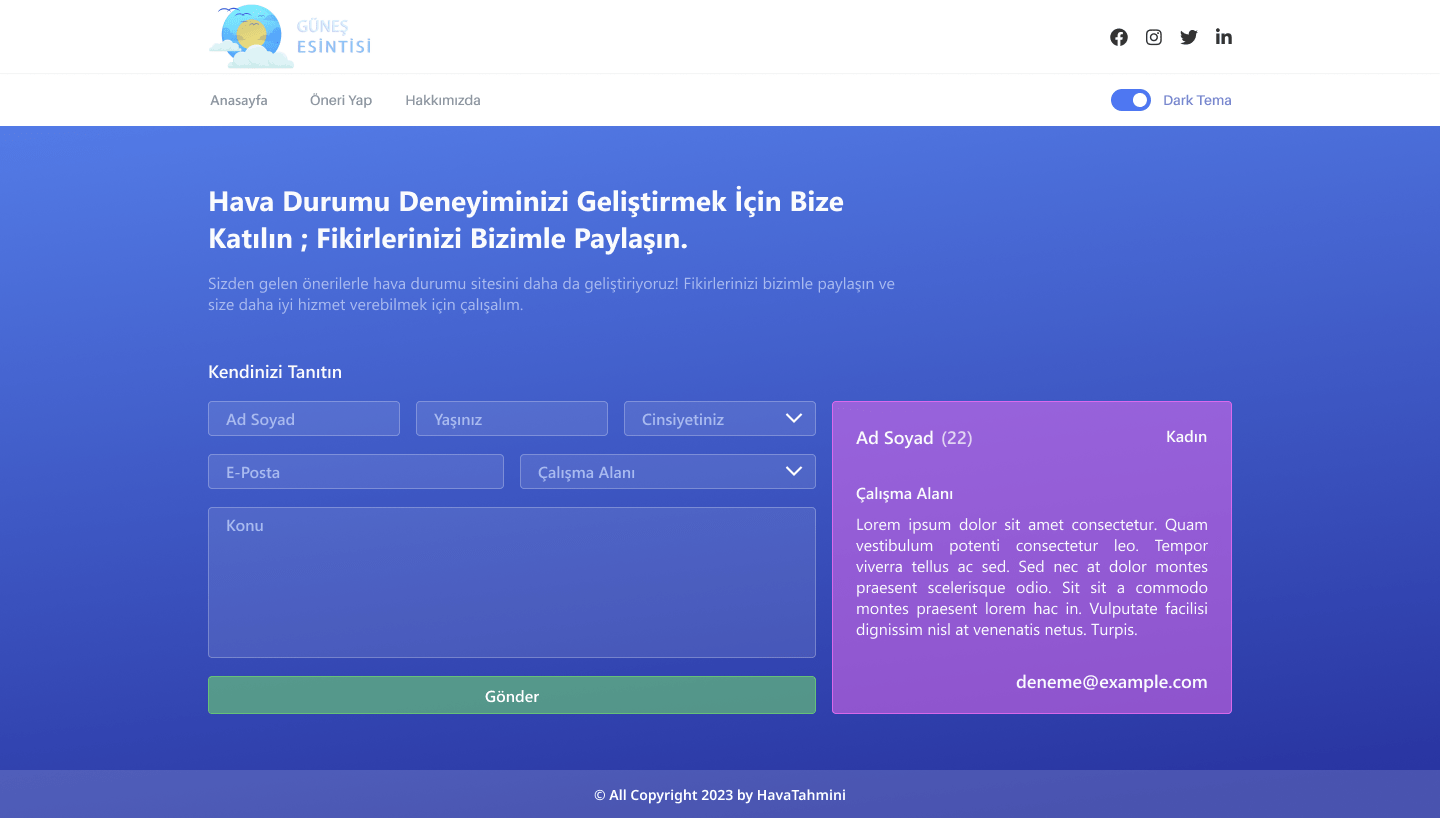 GÜNEŞ
ESİNTİSİ
Anasayfa
Öneri Yap
Hakkımızda
Dark Tema
Hava Durumu Deneyiminizi Geliştirmek İçin Bize
Katılın ; Fikirlerinizi Bizimle Paylaşın.
Sizden gelen önerilerle hava durumu sitesini daha da geliştiriyoruz! Fikirlerinizi bizimle paylaşın ve
size daha iyi hizmet verebilmek için çalışalım.
Kendinizi Tanıtın
Ad Soyad
Yaşınız
Cinsiyetiniz
E-Posta
Çalışma Alanı
Konu
Gönder
Ad Soyad (22)
Kadın
Çalışma Alanı
Lorem ipsum dolor sit amet consectetur. Quam
vestibulum potenti consectetur leo. Tempor
viverra tellus ac sed. Sed nec at dolor montes
praesent scelerisque odio. Sit sit a commodo
montes praesent lorem hac in. Vulputate facilisi
dignissim nisl at venenatis netus. Turpis.
deneme@example.com
© All Copyright 2023 by HavaTahmini